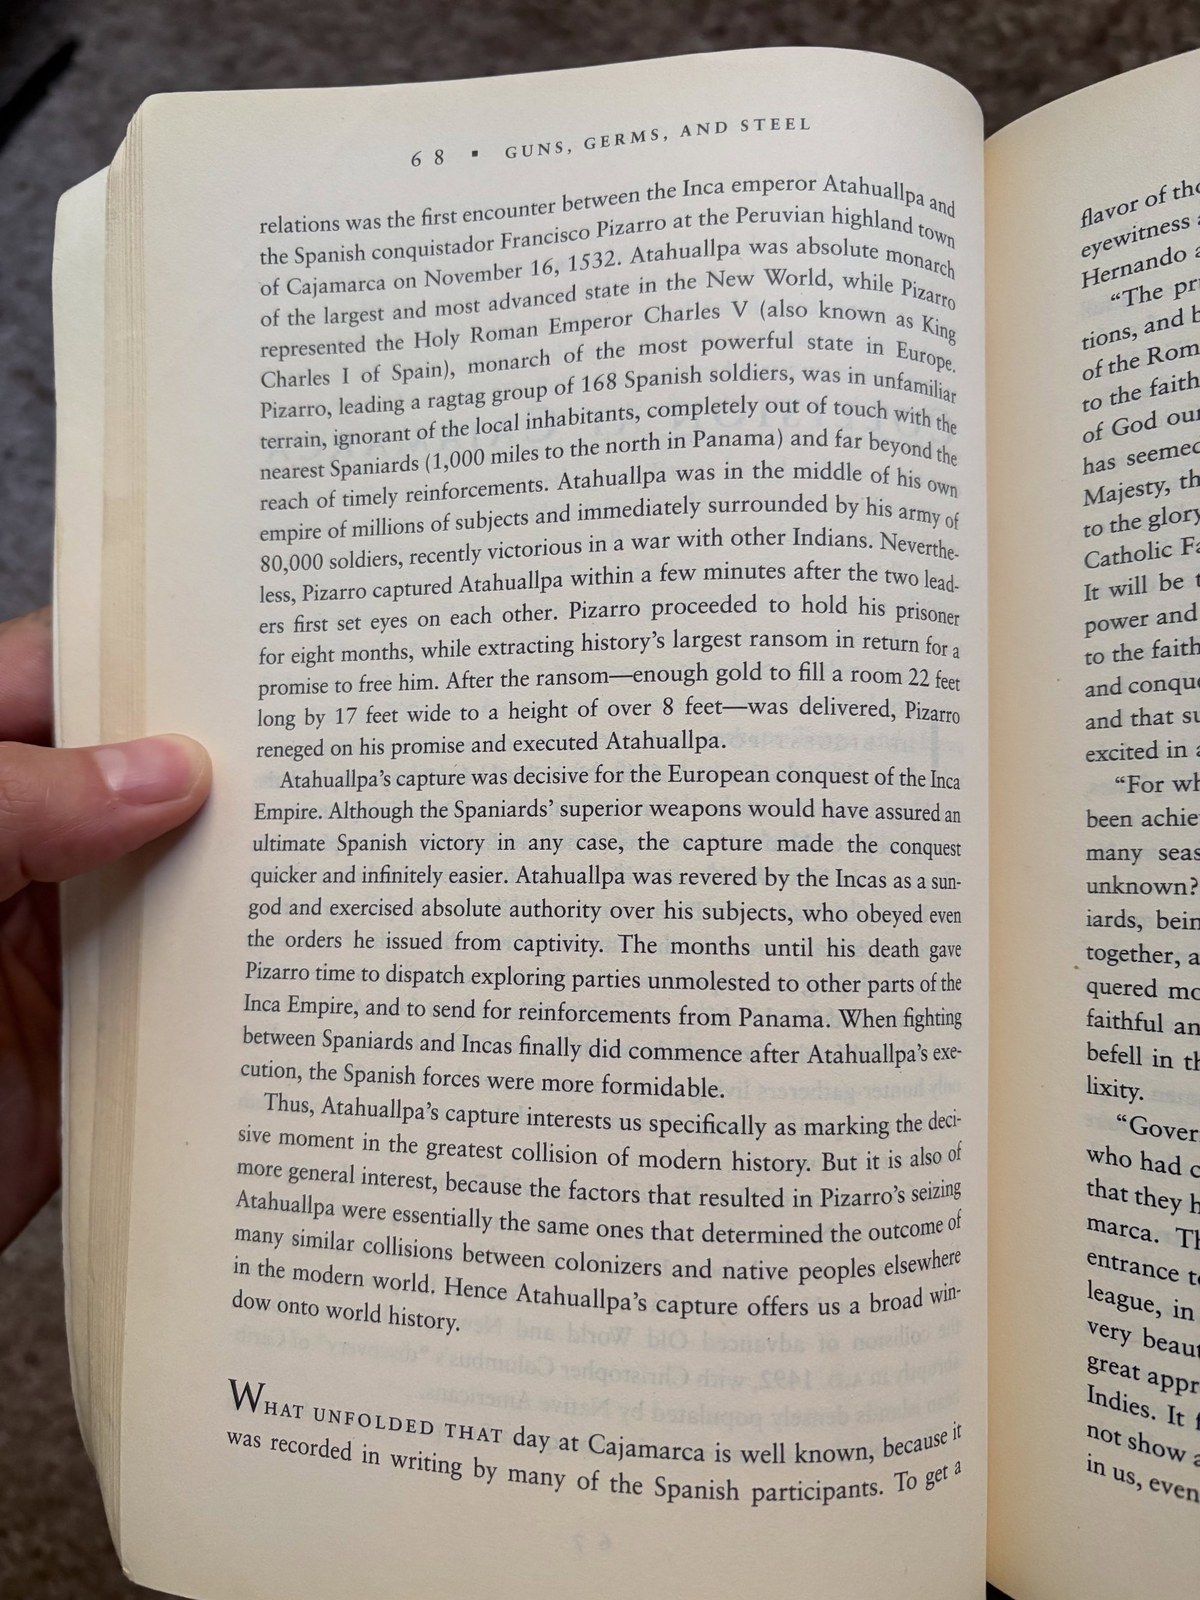 68 ▪ GUNS, GERMS, AND STEEL
relations was the first encounter between the Inca emperor Atahuallpa and
the Spanish conquistador Francisco Pizarro at the Peruvian highland town
of Cajamarca on November 16, 1532. Atahuallpa was absolute monarch
of the largest and most advanced state in the New World, while Pizarro
represented the Holy Roman Emperor Charles V (also known as King
Charles I of Spain), monarch of the most powerful state in Europe.
Pizarro, leading a ragtag group of 168 Spanish soldiers, was in unfamiliar
terrain, ignorant of the local inhabitants, completely out of touch with the
nearest Spaniards (1,000 miles to the north in Panama) and far beyond the
reach of timely reinforcements. Atahuallpa was in the middle of his own
empire of millions of subjects and immediately surrounded by his army of
80,000 soldiers, recently victorious in a war with other Indians. Neverthe-
less, Pizarro captured Atahuallpa within a few minutes after the two lead-
ers first set eyes on each other. Pizarro proceeded to hold his prisoner
for eight months, while extracting history's largest ransom in return for a
promise to free him. After the ransom—enough gold to fill a room 22 feet
long by 17 feet wide to a height of over 8 feet—was delivered, Pizarro
reneged on his promise and executed Atahuallpa.
Atahuallpa's capture was decisive for the European conquest of the Inca
Empire. Although the Spaniards' superior weapons would have assured an
ultimate Spanish victory in any case, the capture made the conquest
quicker and infinitely easier. Atahuallpa was revered by the Incas as a sun-
god and exercised absolute authority over his subjects, who obeyed even
the orders he issued from captivity. The months until his death gave
Pizarro time to dispatch exploring parties unmolested to other parts of the
Inca Empire, and to send for reinforcements from Panama. When fighting
between Spaniards and Incas finally did commence after Atahuallpa's exe-
cution, the Spanish forces were more formidable.
Thus, Atahuallpa's capture interests us specifically as marking the deci-
sive moment in the greatest collision of modern history. But it is also of
more general interest, because the factors that resulted in Pizarro's seizing
Atahuallpa were essentially the same ones that determined the outcome of
many similar collisions between colonizers and native peoples elsewhere
in the modern world. Hence Atahuallpa's capture offers us a broad win-
dow onto world history.
WHAT UNFOLDED THAT day at Cajamarca is well known, because it
was recorded in writing by many of the Spanish participants. To get a
flavor of
eyewitness
Hernando
"The
tions, and
of the
to the faith
of God our
has seemed
Majesty,
to the glory
Catholic
It will be
power and
to the faith
and
and that
excited in
"For
been
many
unknown?
together,
quered
faithful
befell in
lixity.
who had
that they
marca.
entrance
league, in
very
great
Indies. It
not show
in us, even